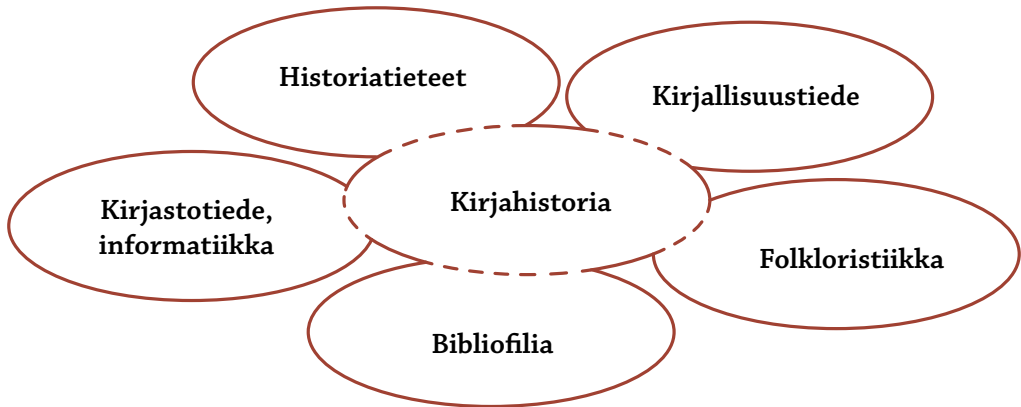 Historiatieteet
Kirjallisuustiede
Kirjahistoria
Kirjastotiede,
informatiikka
Folkloristiikka
Bibliofilia